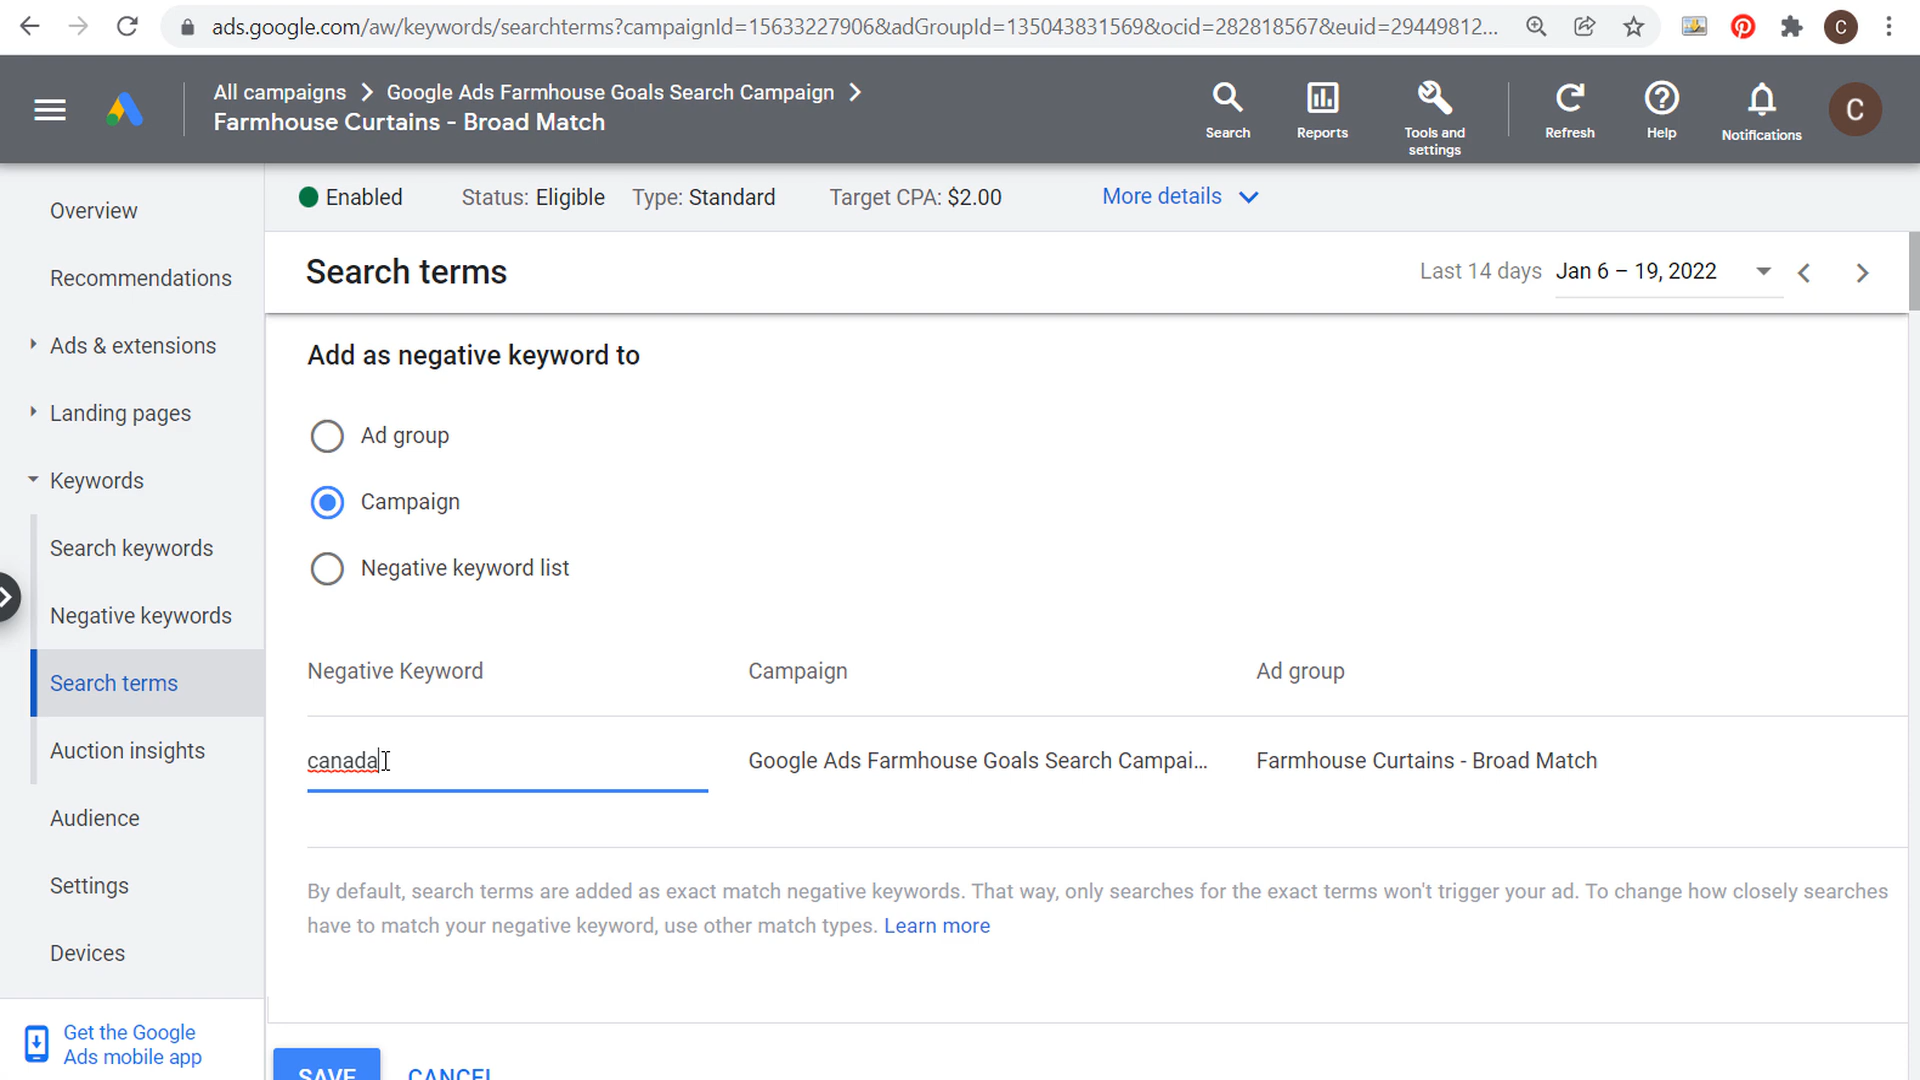 ads.google.com/aw/keywords/searchterms?campaignId=15633227906&adGroupId=135043831569&ocid=282818567&euid=29449812...
C
All campaigns > Google Ads Farmhouse Goals Search Campaign >
Farmhouse Curtains - Broad Match
Search
Reports
Tools and settings
Refresh
Help
Notifications
C
Enabled Status: Eligible Type: Standard Target CPA: $2.00 More details
Overview
Recommendations
Ads & extensions
Landing pages
Keywords
Search keywords
Negative keywords
Search terms
Auction insights
Audience
Settings
Devices
Get the Google
Ads mobile app
Search terms
Last 14 days Jan 6 – 19, 2022
Add as negative keyword to
Ad group
Campaign
Negative keyword list
Negative Keyword Campaign Ad group
canada Google Ads Farmhouse Goals Search Campai... Farmhouse Curtains - Broad Match
By default, search terms are added as exact match negative keywords. That way, only searches for the exact terms won't trigger your ad. To change how closely searches
have to match your negative keyword, use other match types. Learn more
SAVE CANCEL